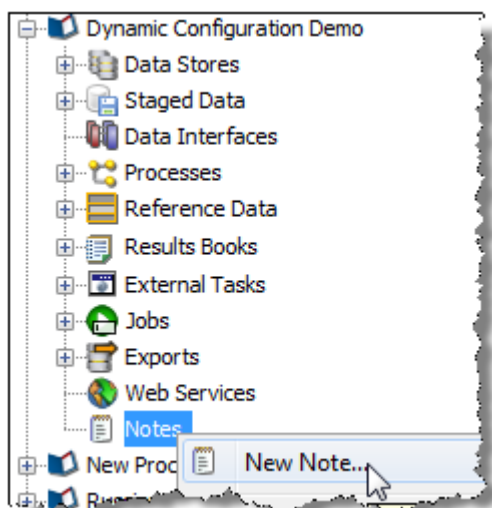 Dynamic Configuration Demo
Data Stores
Staged Data
Data Interfaces
Processes
Reference Data
Results Books
External Tasks
Jobs
Exports
Web Services
Notes
New Proc
New Note...